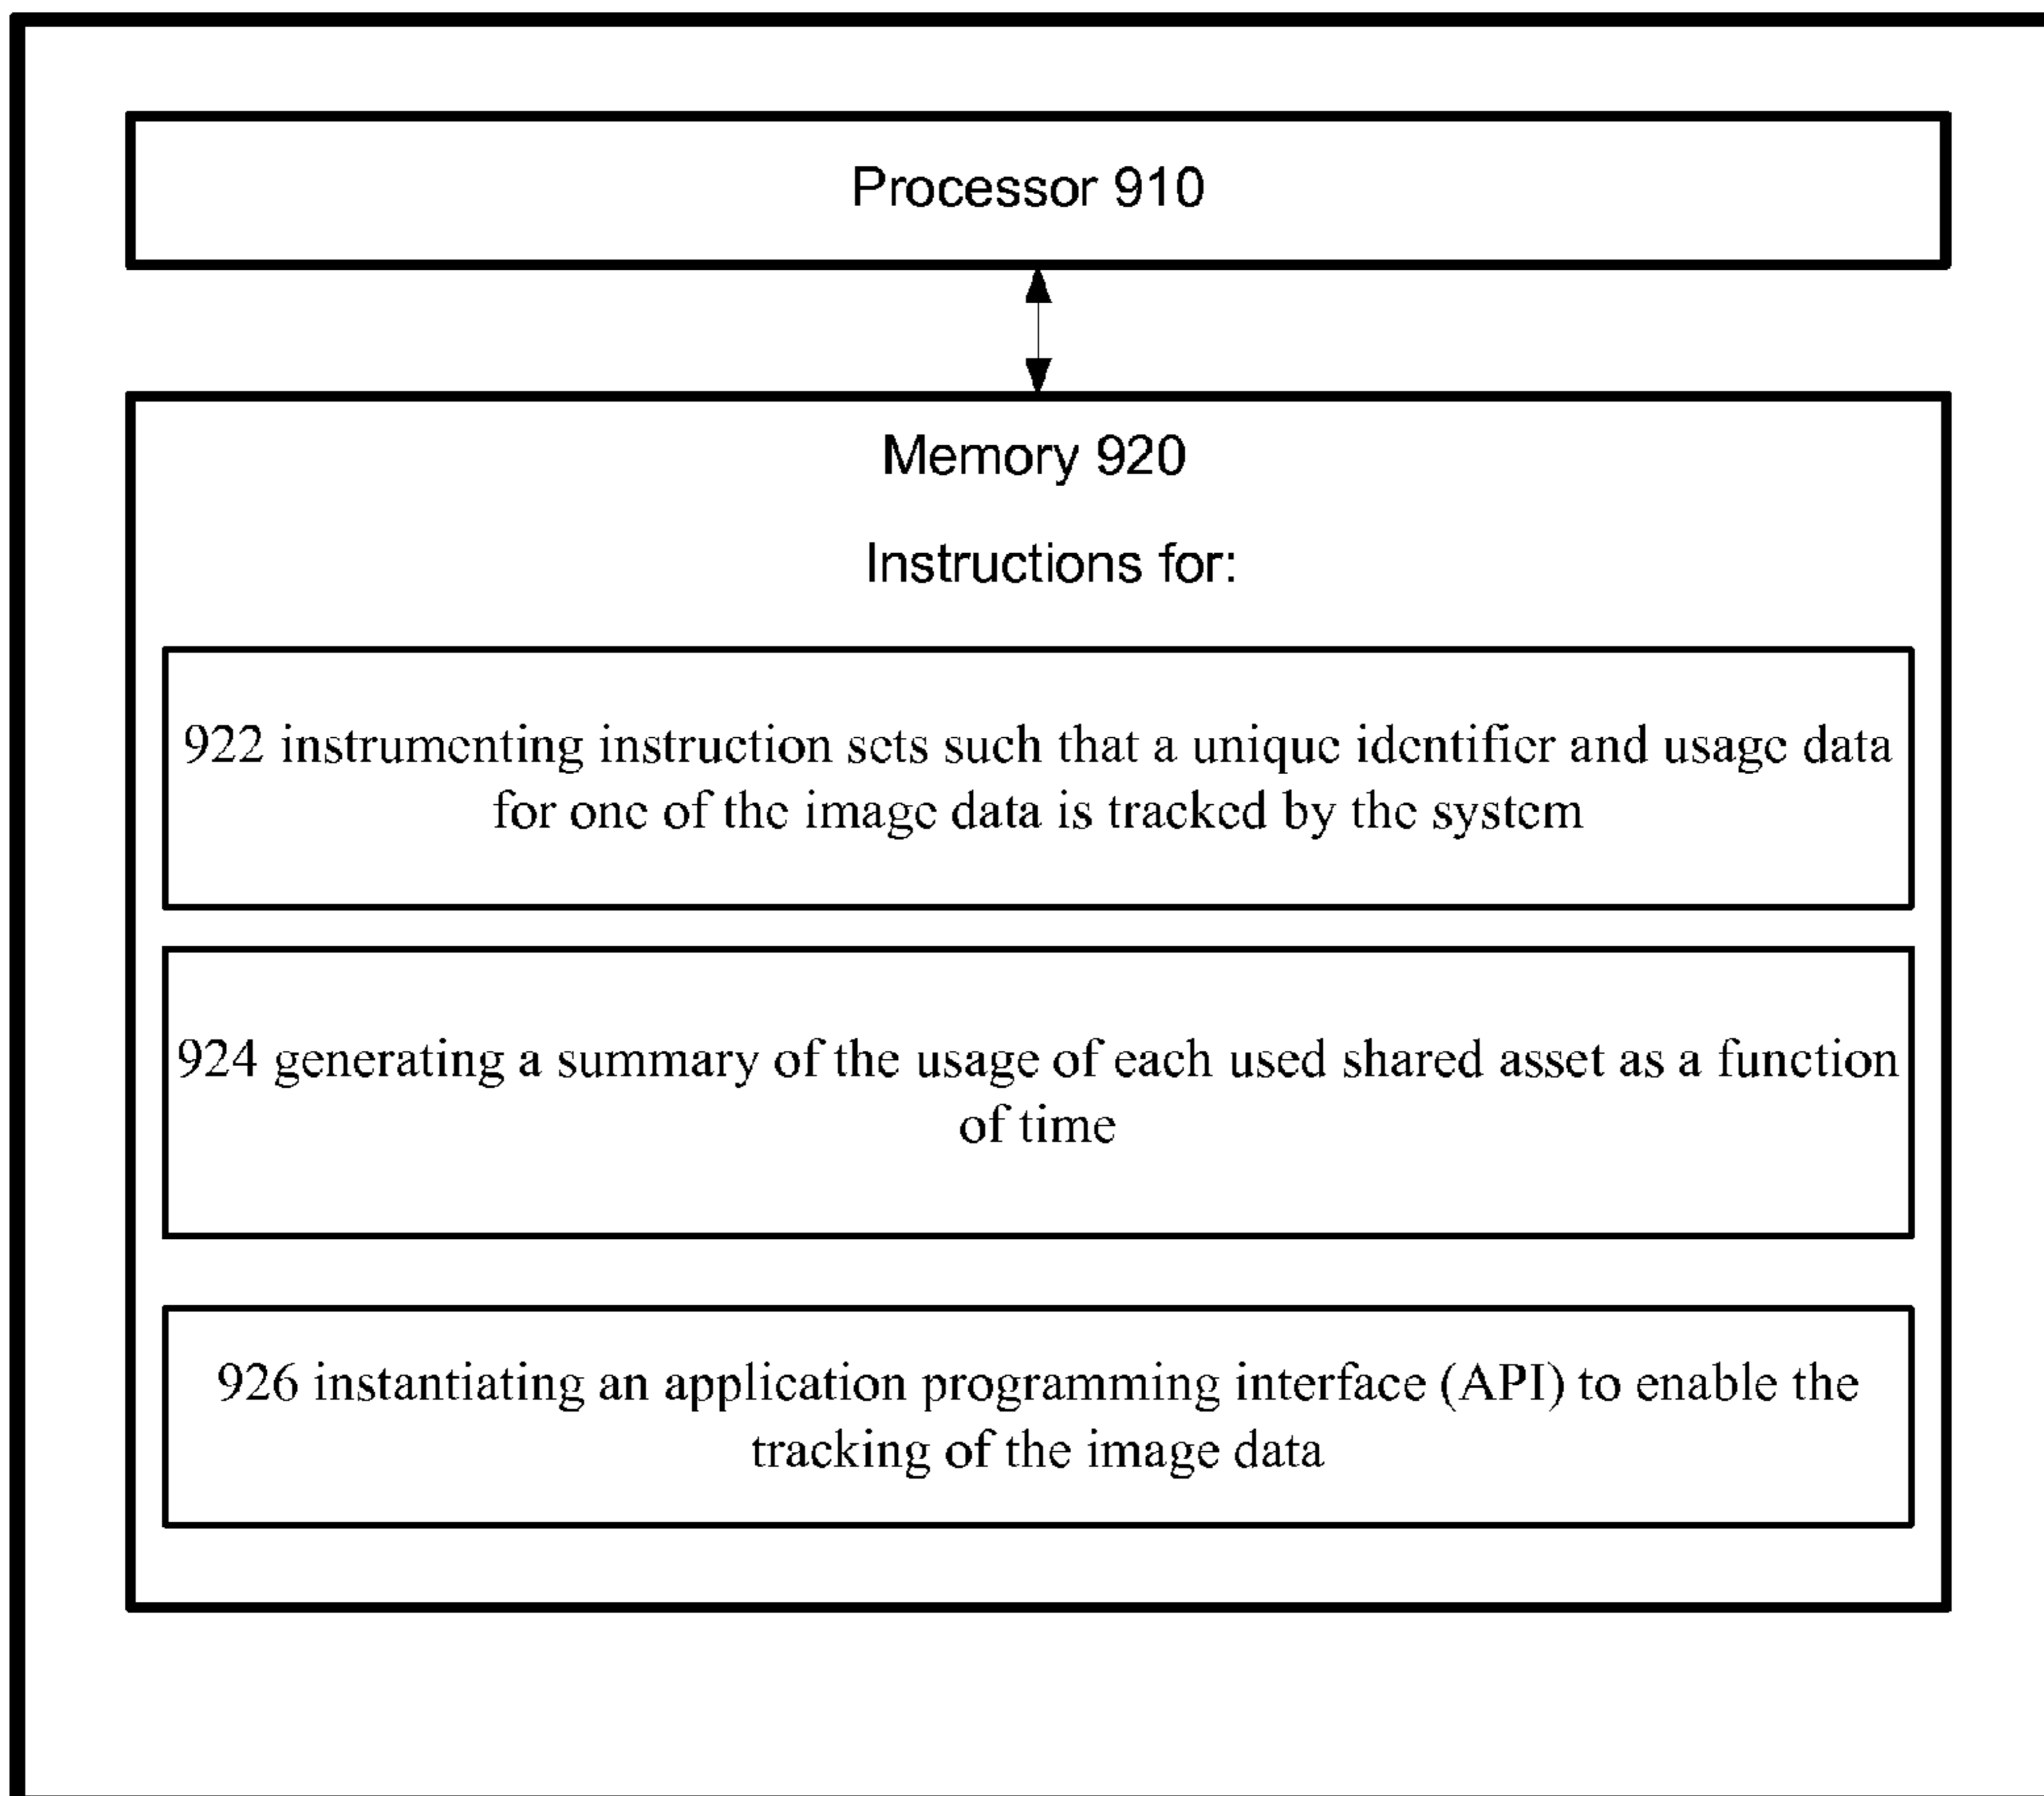 Processor 910
Memory 920
Instructions for:
922 instrumenting instruction sets such that a unique identifier and usage data
for one of the image data is tracked by the system
924 generating a summary of the usage of each used shared asset as a function
of time
926 instantiating an application programming interface (API) to enable the
tracking of the image data